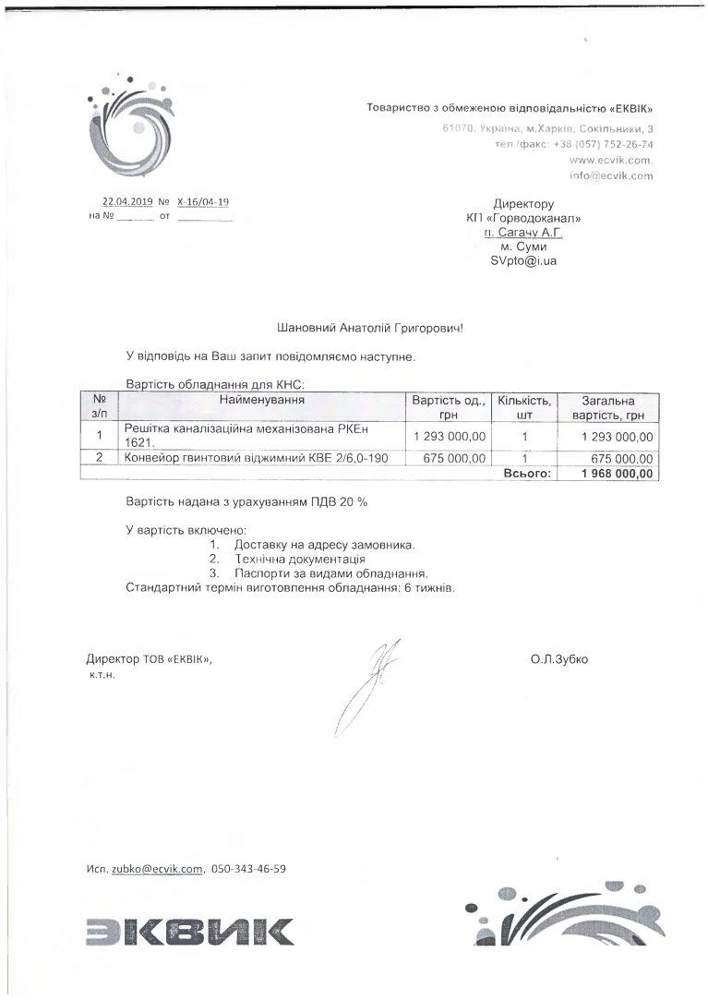 Товариство з обмеженою відповідальністю «ЕКВІК»
61070, Україна, м.Харків, Сокільники, 3
тел./факс: +38 (057) 752-26-74
www.ecvik.com.
info@ecvik.com
22.04.2019 № Х-16/04-19
на № ______ от ________
Директору
КП «Горводоканал»
п. Сагачу А.Г.
м. Суми
SVpto@i.ua
Шановний Анатолій Григорович!
У відповідь на Ваш запит повідомляємо наступне.
Вартість обладнання для КНС:
№ з/п Найменування Вартість од., грн Кількість, шт Загальна вартість, грн
1 Решітка каналізаційна механізована РКЕн 1621. 1 293 000,00 1 1 293 000,00
2 Конвейор гвинтовий віджимний КВЕ 2/6,0-190 675 000,00 1 675 000,00
Всього: 1 968 000,00
Вартість надана з урахуванням ПДВ 20 %
У вартість включено:
1. Доставку на адресу замовника.
2. Технічна документація
3. Паспорти за видами обладнання.
Стандартний термін виготовлення обладнання: 6 тижнів.
Директор ТОВ «ЕКВІК»,
к.т.н.
О.Л.Зубко
Исп. zubko@ecvik.com, 050-343-46-59
ЭКВИК